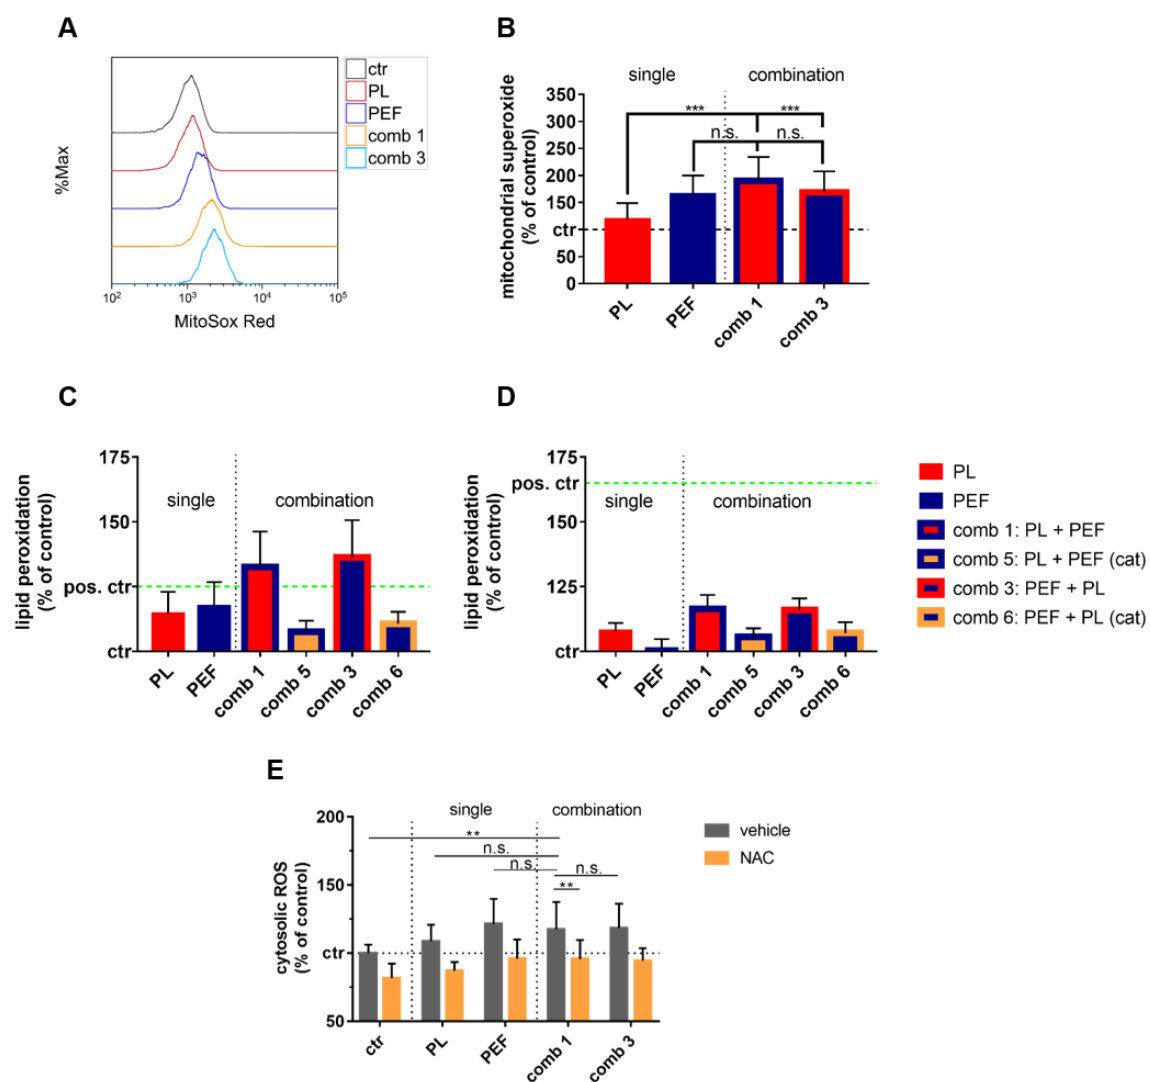 A
ctr
PL
PEF
comb 1
comb 3
%Max
10²
10³
10⁴
10⁵
MitoSox Red
B
single
combination
mitochondrial superoxide
(% of control)
350
300
250
200
150
ctr
50
0
***
***
n.s.
n.s.
PL
PEF
comb 1
comb 3
C
lipid peroxidation
(% of control)
175
150
pos. ctr
ctr
single
combination
PL
PEF
comb 1
comb 5
comb 3
comb 6
D
lipid peroxidation
(% of control)
175
pos. ctr
150
125
ctr
single
combination
PL
PEF
comb 1
comb 5
comb 3
comb 6
PL
PEF
comb 1: PL + PEF
comb 5: PL + PEF (cat)
comb 3: PEF + PL
comb 6: PEF + PL (cat)
E
single
combination
cytosolic ROS
(% of control)
200
150
ctr
50
**
n.s.
n.s.
n.s.
**
ctr
PL
PEF
comb 1
comb 3
vehicle
NAC